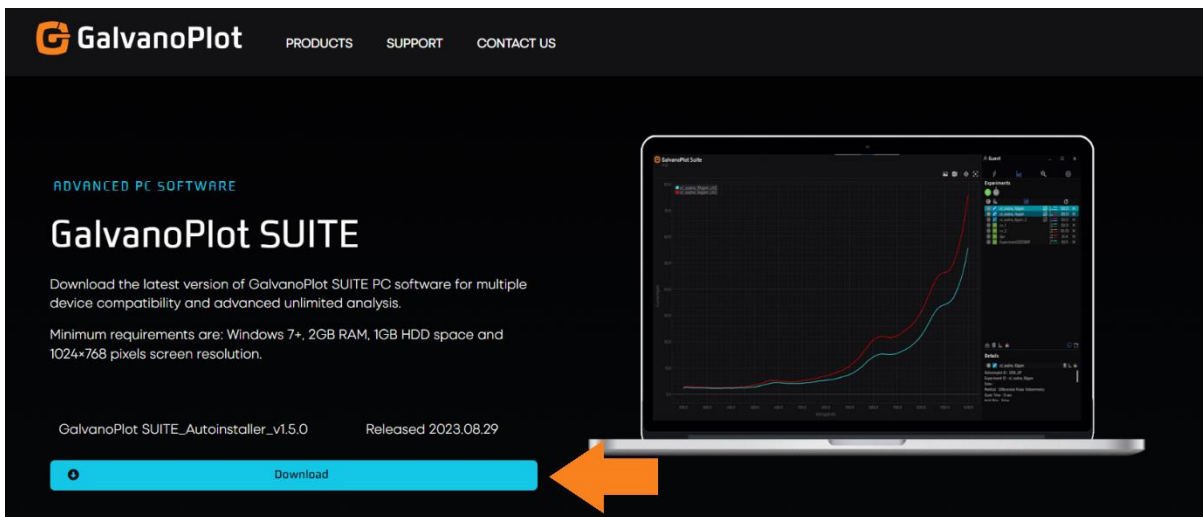 GalvanoPlot
PRODUCTS SUPPORT CONTACT US
ADVANCED PC SOFTWARE
GalvanoPlot SUITE
Download the latest version of GalvanoPlot SUITE PC software for multiple
device compatibility and advanced unlimited analysis.
Minimum requirements are: Windows 7+, 2GB RAM, 1GB HDD space and
1024×768 pixels screen resolution.
GalvanoPlot SUITE_Autoinstaller_v1.5.0 Released 2023.08.29
Download
GalvanoPlot Suite
Guest
Experiments
Details